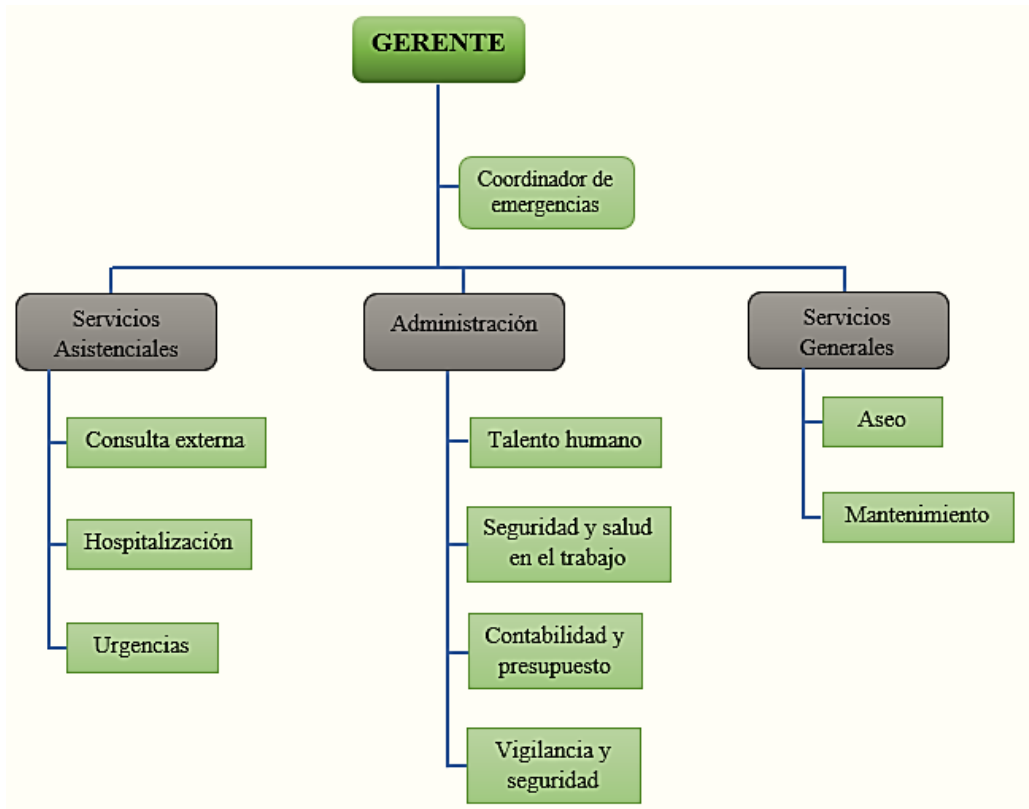 GERENTE
Coordinador de
emergencias
Servicios
Asistenciales
Consulta externa
Hospitalización
Urgencias
Administración
Talento humano
Seguridad y salud
en el trabajo
Contabilidad y
presupuesto
Vigilancia y
seguridad
Servicios
Generales
Aseo
Mantenimiento